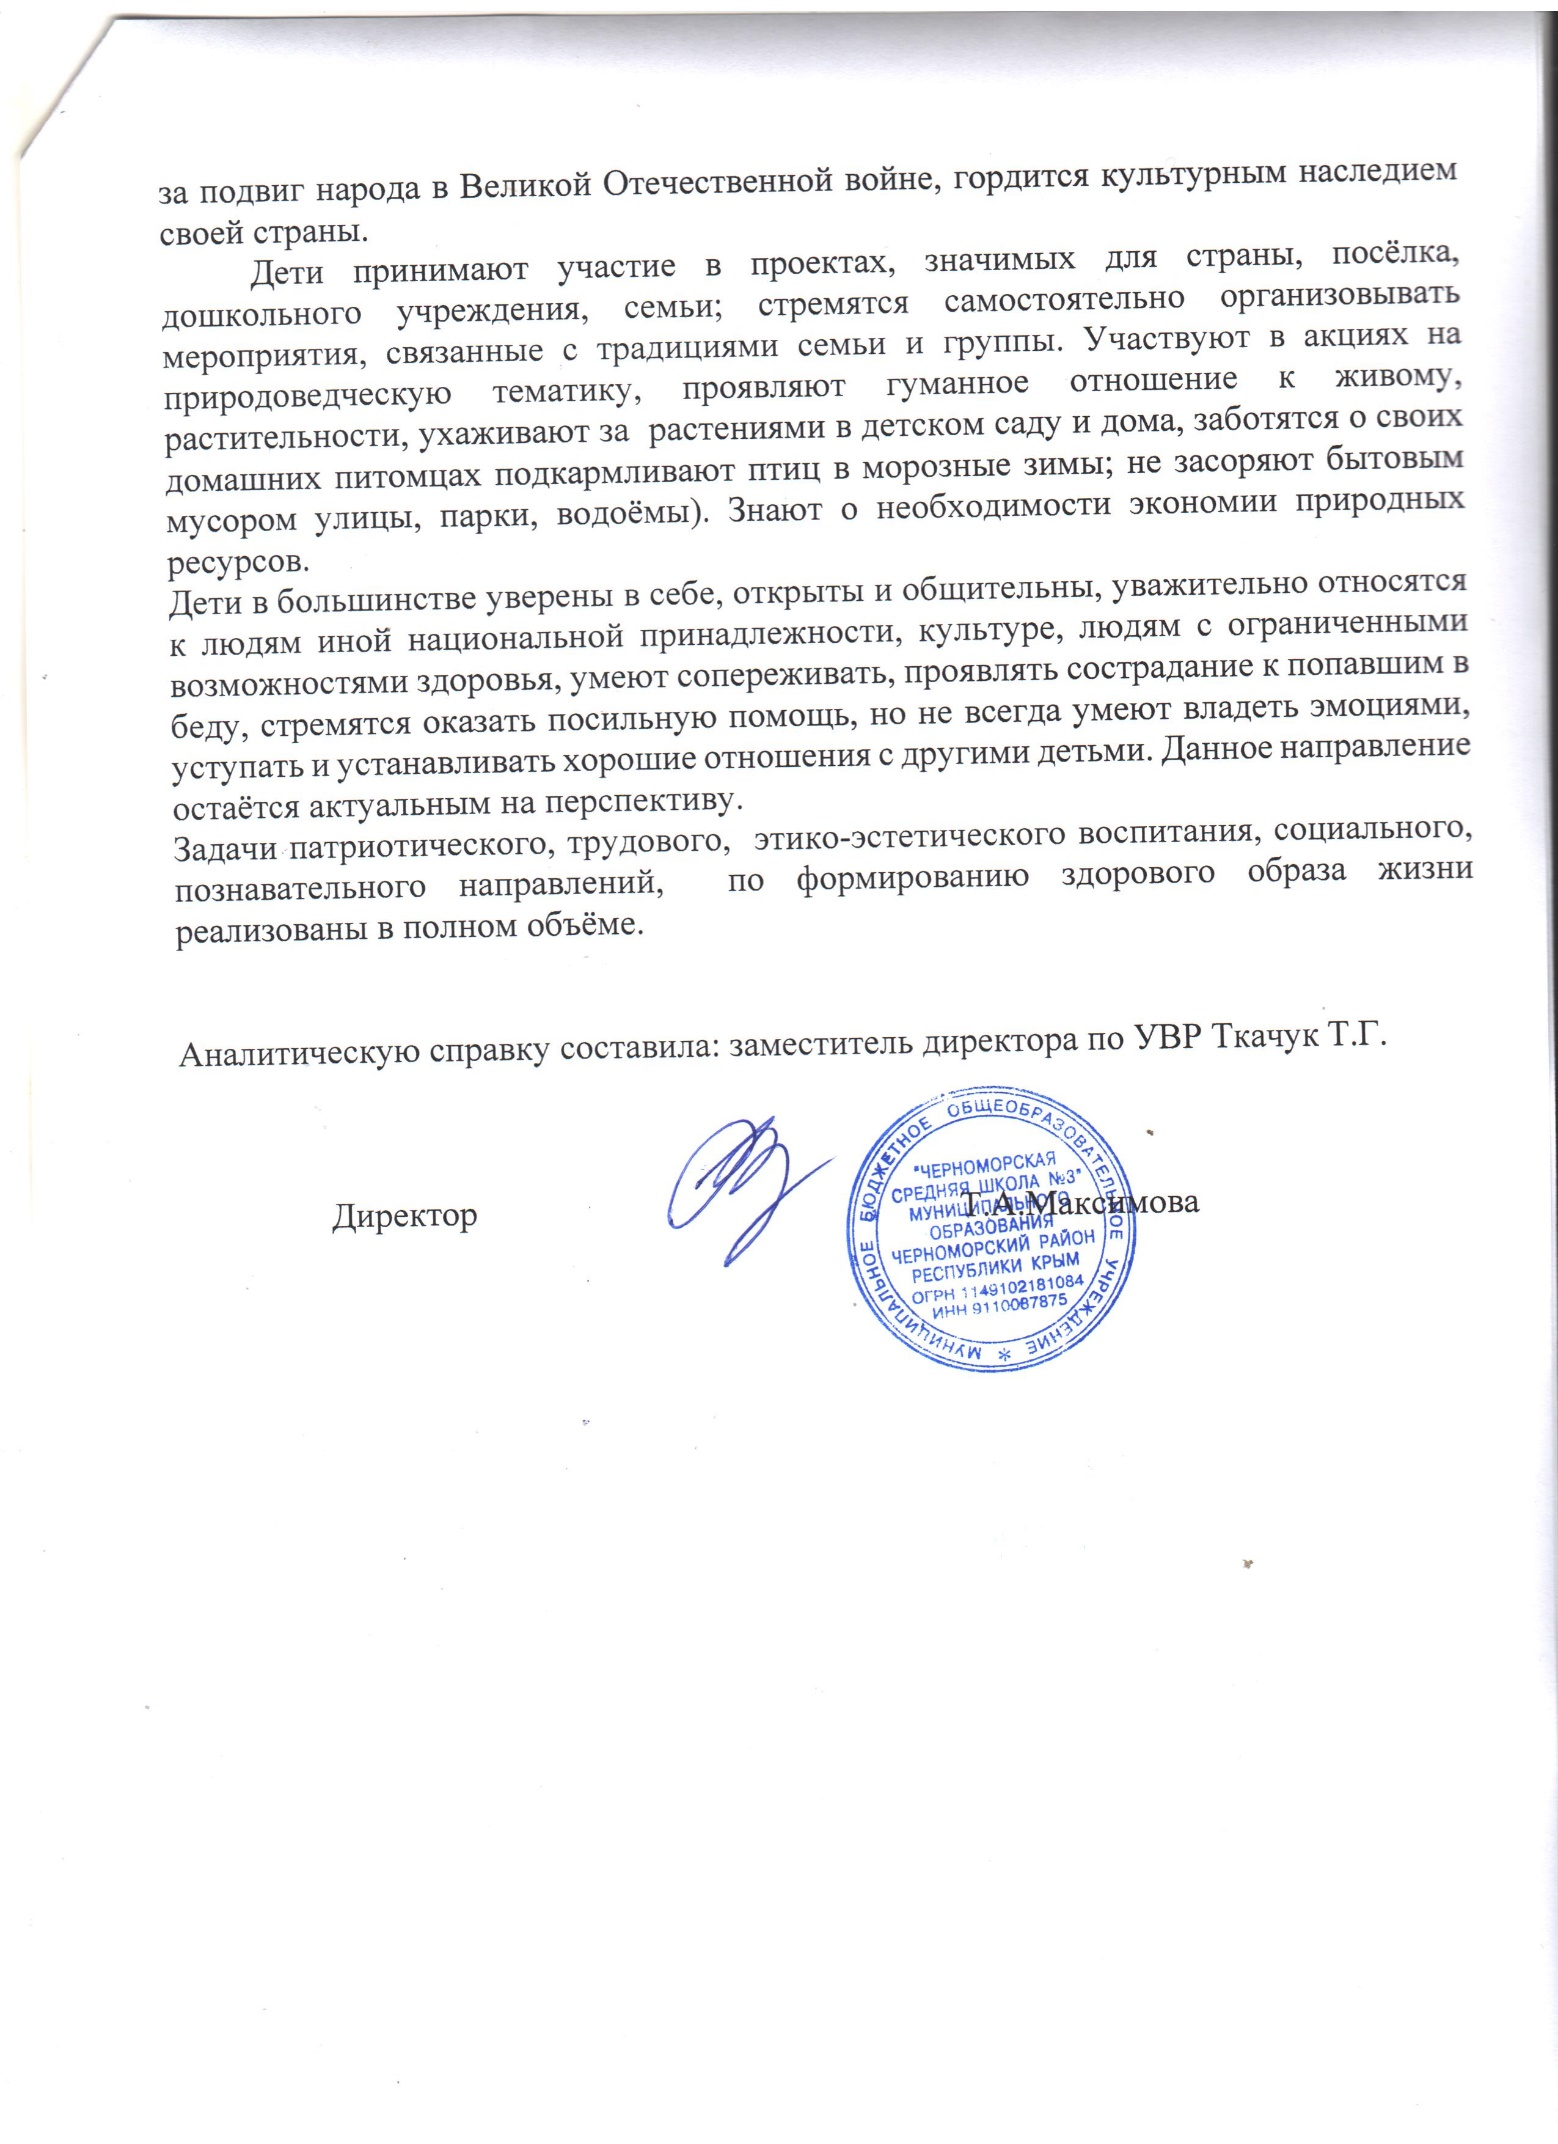 за подвиг народа в Великой Отечественной войне, гордится культурным наследием
своей страны.
Дети принимают участие в проектах, значимых для страны, посёлка,
дошкольного учреждения, семьи; стремятся самостоятельно организовывать
мероприятия, связанные с традициями семьи и группы. Участвуют в акциях на
природоведческую тематику, проявляют гуманное отношение к живому,
растительности, ухаживают за растениями в детском саду и дома, заботятся о своих
домашних питомцах подкармливают птиц в морозные зимы; не засоряют бытовым
мусором улицы, парки, водоёмы). Знают о необходимости экономии природных
ресурсов.
Дети в большинстве уверены в себе, открыты и общительны, уважительно относятся
к людям иной национальной принадлежности, культуре, людям с ограниченными
возможностями здоровья, умеют сопереживать, проявлять сострадание к попавшим в
беду, стремятся оказать посильную помощь, но не всегда умеют владеть эмоциями,
уступать и устанавливать хорошие отношения с другими детьми. Данное направление
остаётся актуальным на перспективу.
Задачи патриотического, трудового, этико-эстетического воспитания, социального,
познавательного направлений, по формированию здорового образа жизни
реализованы в полном объёме.
Аналитическую справку составила: заместитель директора по УВР Ткачук Т.Г.
Директор Т.А.Максимова
МУНИЦИПАЛЬНОЕ БЮДЖЕТНОЕ ОБЩЕОБРАЗОВАТЕЛЬНОЕ УЧРЕЖДЕНИЕ *
"ЧЕРНОМОРСКАЯ
СРЕДНЯЯ ШКОЛА №3"
МУНИЦИПАЛЬНОГО
ОБРАЗОВАНИЯ
ЧЕРНОМОРСКИЙ РАЙОН
РЕСПУБЛИКИ КРЫМ
ОГРН 1149102181084
ИНН 9110087875